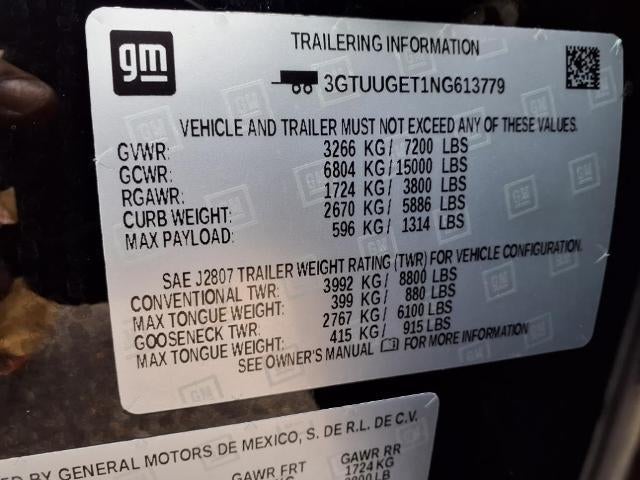 gm
TRAILERING INFORMATION
3GTUUGET1NG613779
VEHICLE AND TRAILER MUST NOT EXCEED ANY OF THESE VALUES.
GVWR: 3266 KG/ 7200 LBS
GCWR: 6804 KG/15000 LBS
RGAWR: 1724 KG/ 3800 LBS
CURB WEIGHT: 2670 KG/ 5886 LBS
MAX PAYLOAD: 596 KG/ 1314 LBS
SAE J2807 TRAILER WEIGHT RATING (TWR) FOR VEHICLE CONFIGURATION.
CONVENTIONAL TWR: 3992 KG/ 8800 LBS
MAX TONGUE WEIGHT: 399 KG/ 880 LBS
GOOSENECK TWR: 2767 KG/ 6100 LBS
MAX TONGUE WEIGHT: 415 KG/ 915 LBS
SEE OWNER'S MANUAL FOR MORE INFORMATION
BY GENERAL MOTORS DE MEXICO, S. DE R.L. DE C.V.
GAWR FRT GAWR RR
1724 KG